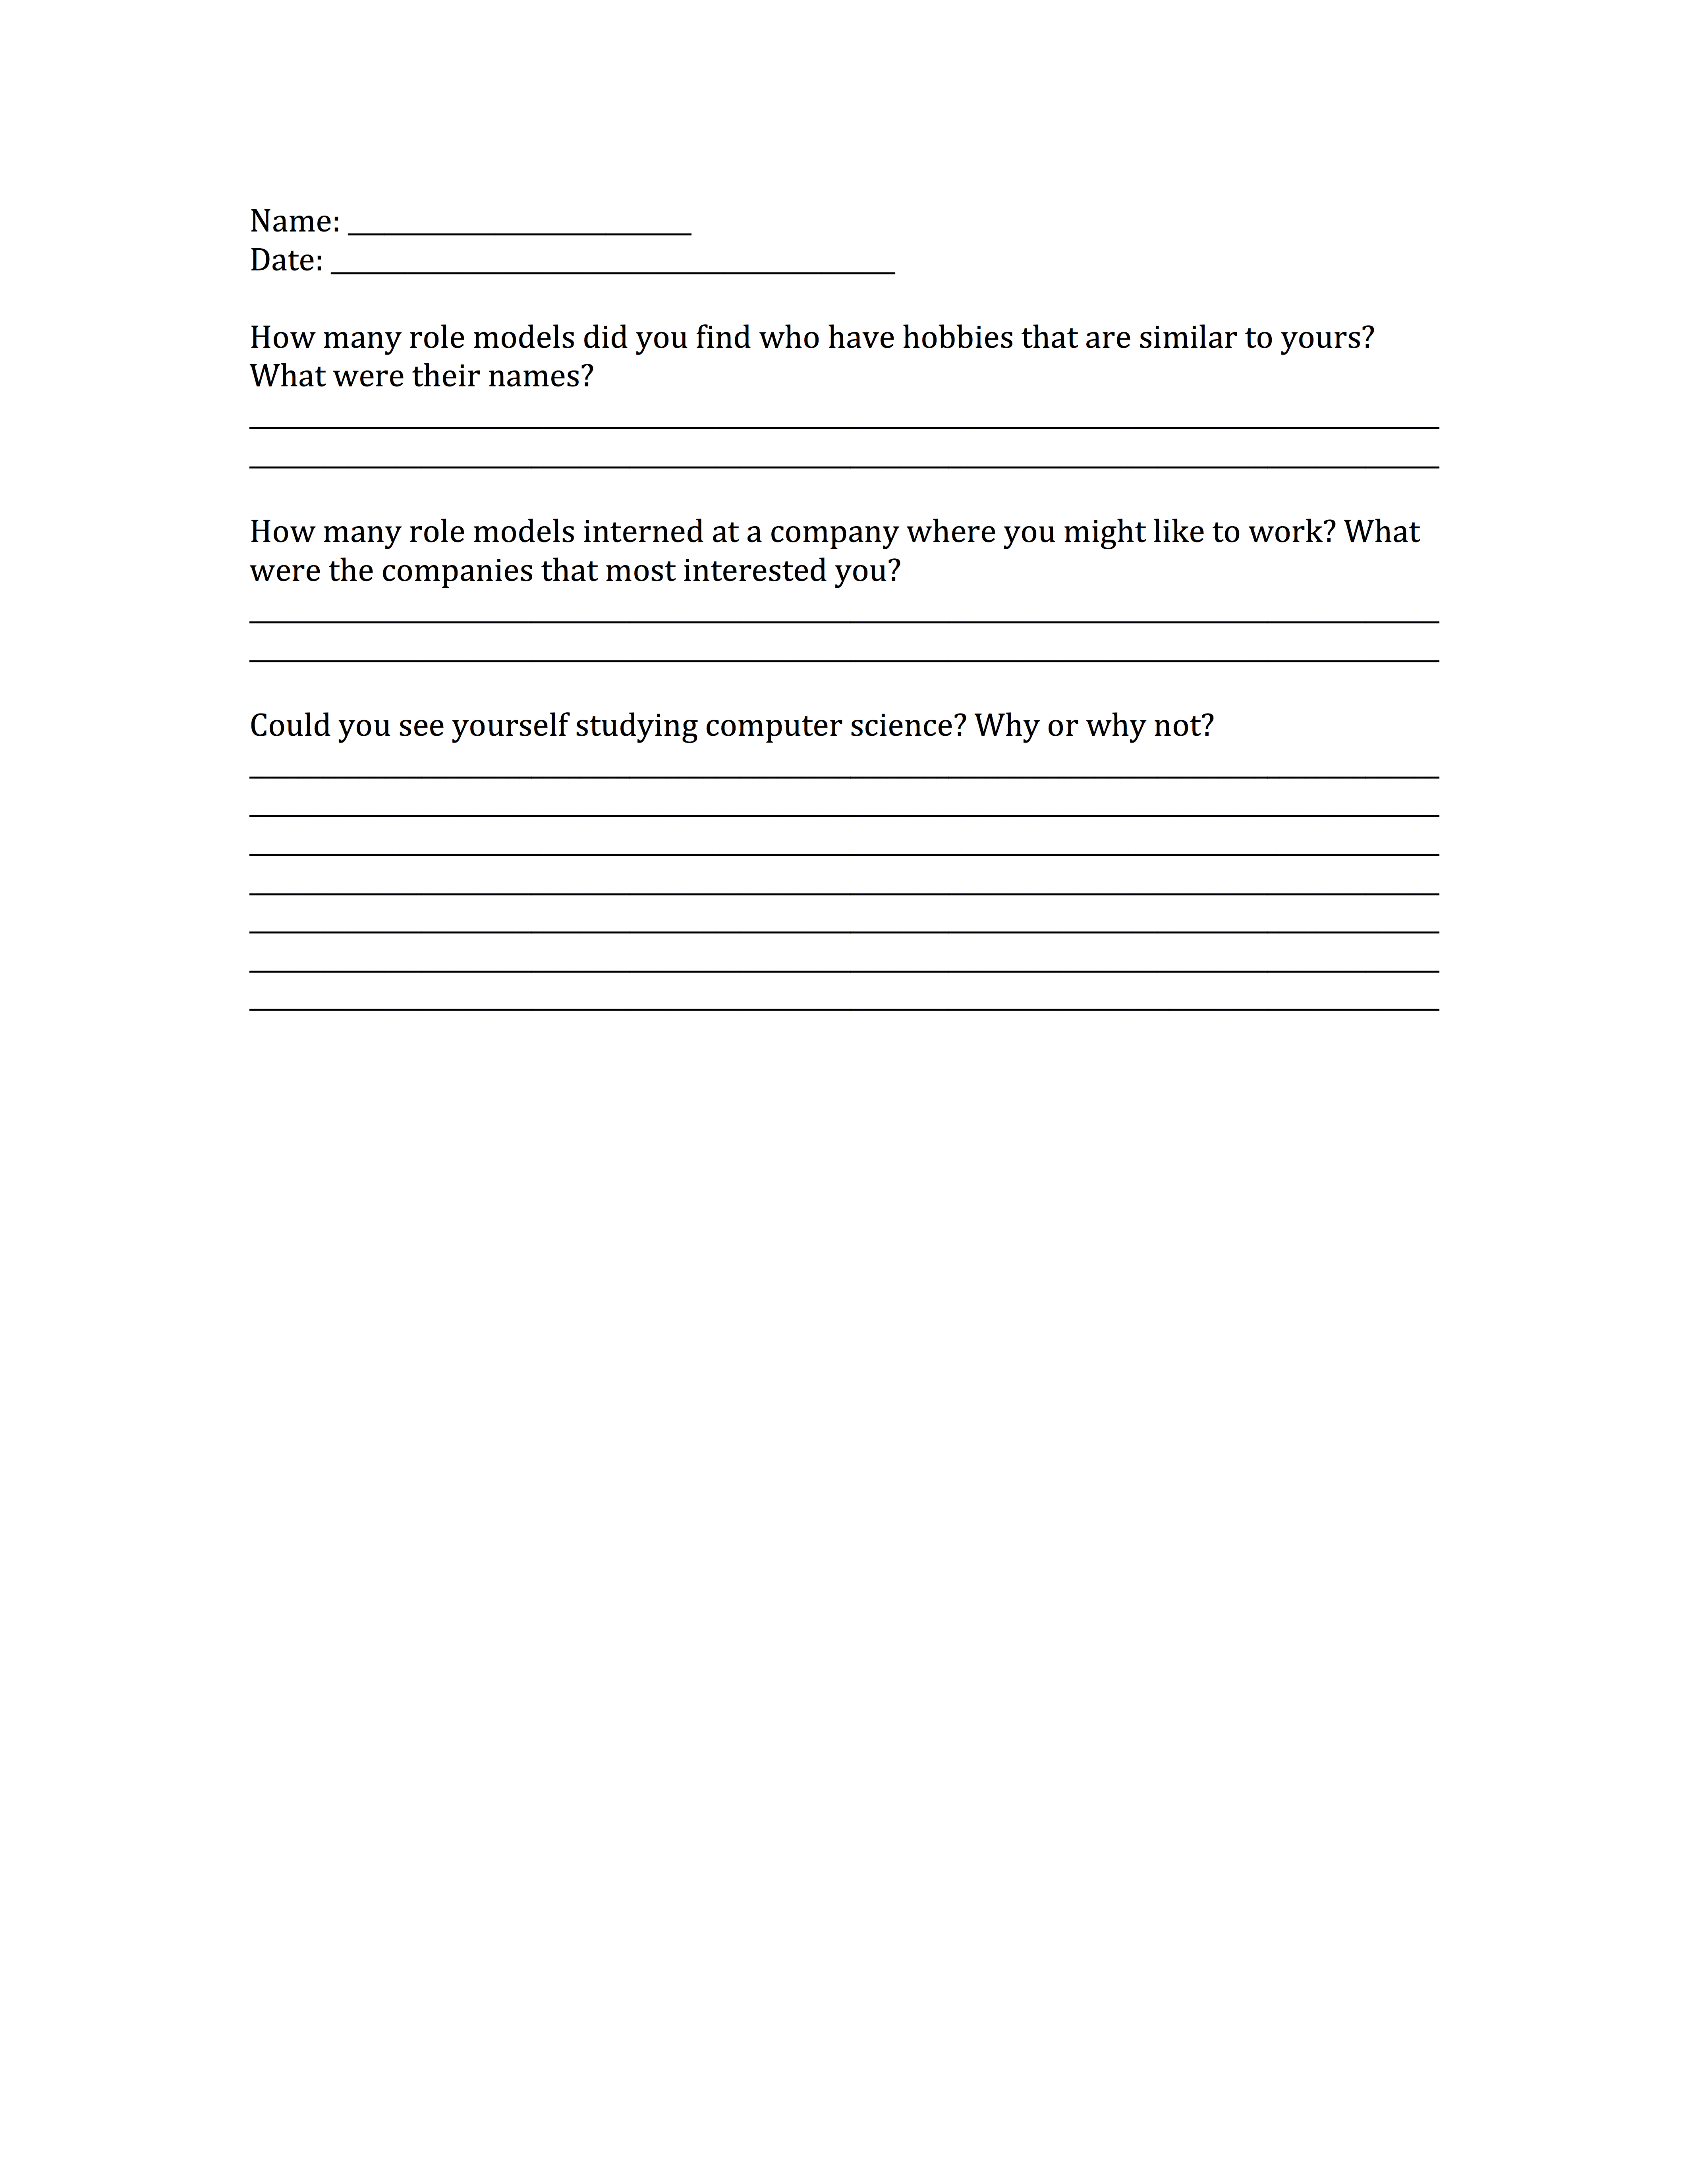 Name: ______________________
Date: ____________________________________
How many role models did you find who have hobbies that are similar to yours?
What were their names?
How many role models interned at a company where you might like to work? What
were the companies that most interested you?
Could you see yourself studying computer science? Why or why not?